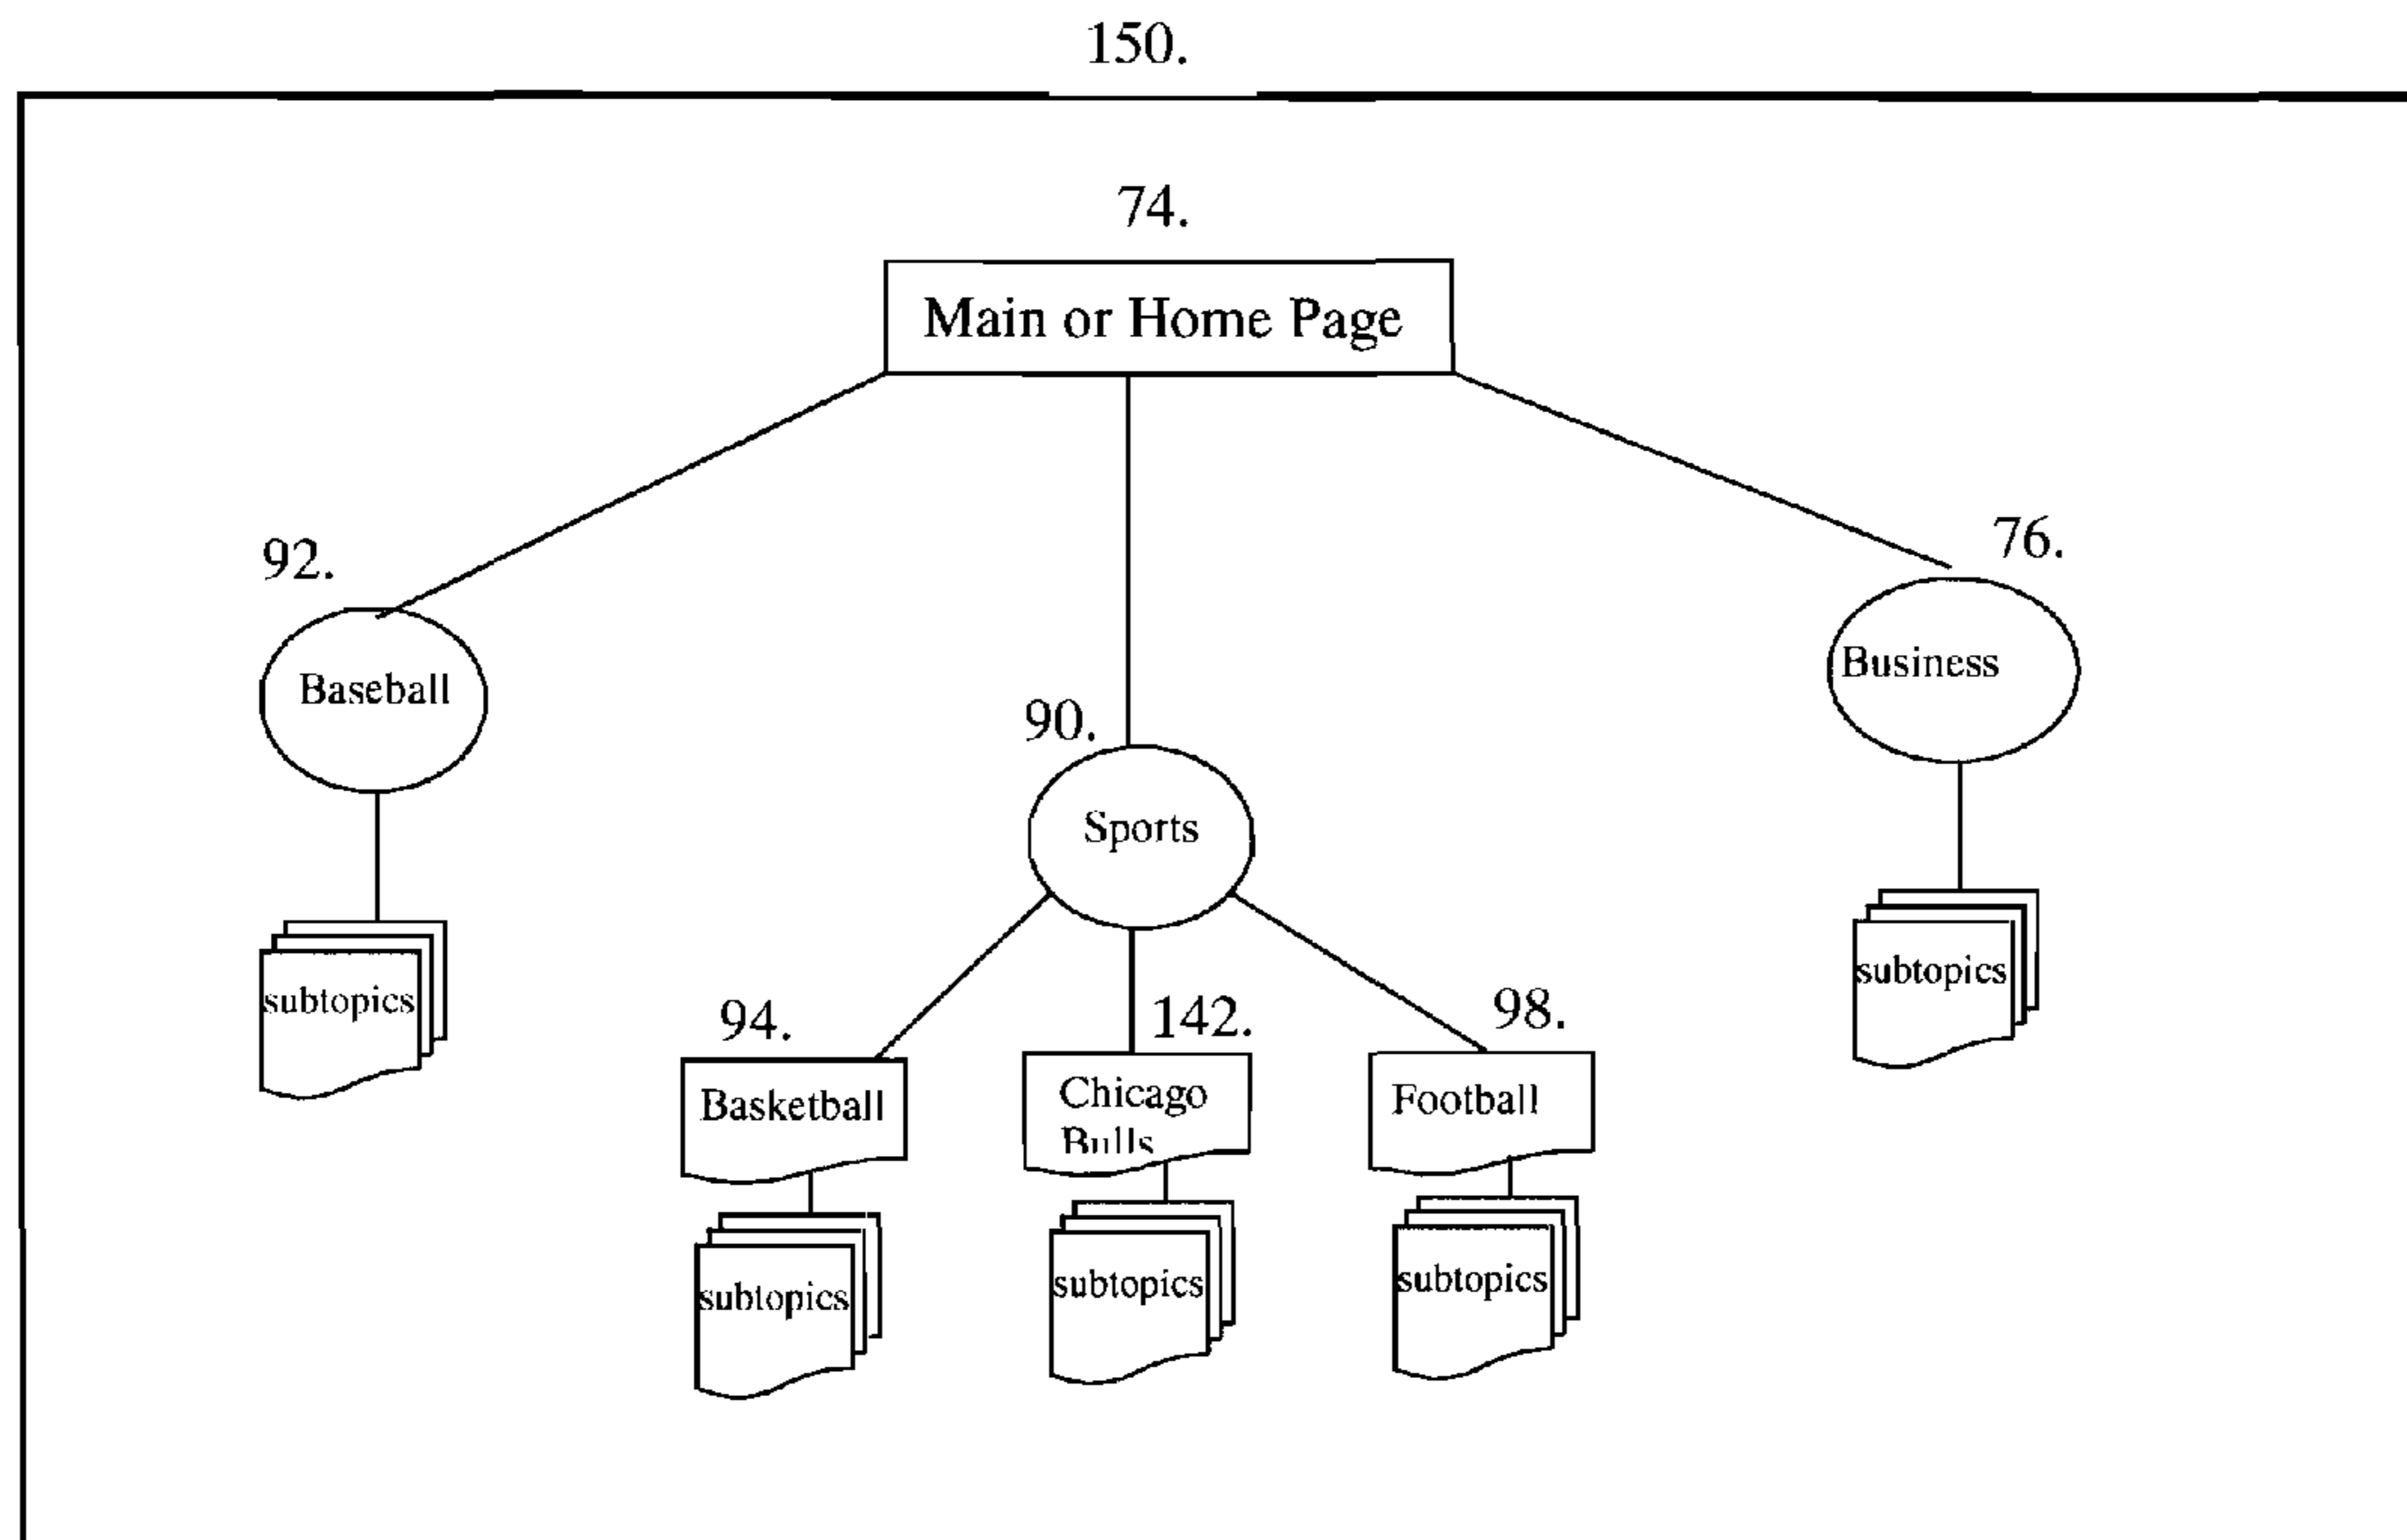 150.
74.
Main or Home Page
92.
76.
Baseball
Business
90.
Sports
subtopics
subtopics
94.
142.
98.
Basketball
Chicago
Bulls
Football
subtopics
subtopics
subtopics